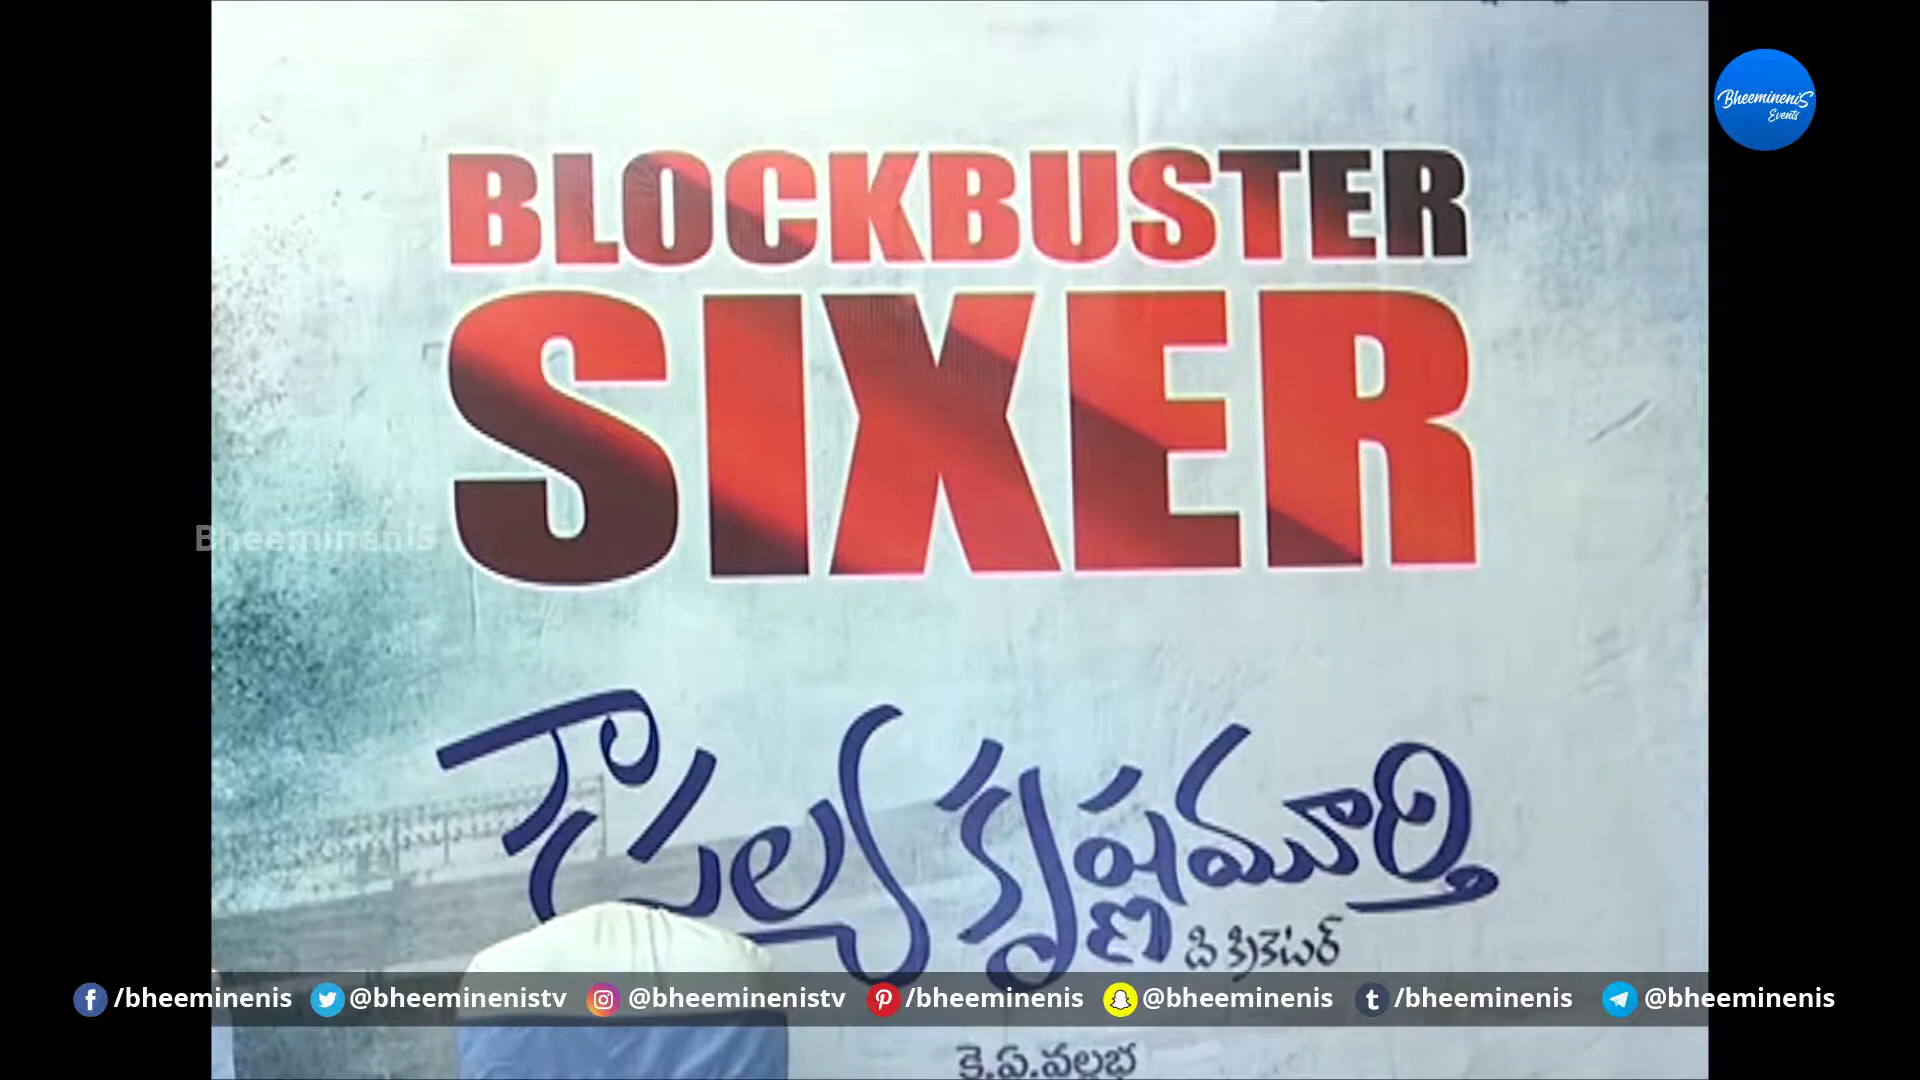 BheemineniS
Events
BLOCKBUSTER
SIXER
BheemineniS
కౌసల్య కృష్ణమూర్తి
ది క్రికెటర్
/bheeminenis @bheeminenistv @bheeminenistv /bheeminenis @bheeminenis /bheeminenis @bheeminenis
కె.ఏ.వల్లభ